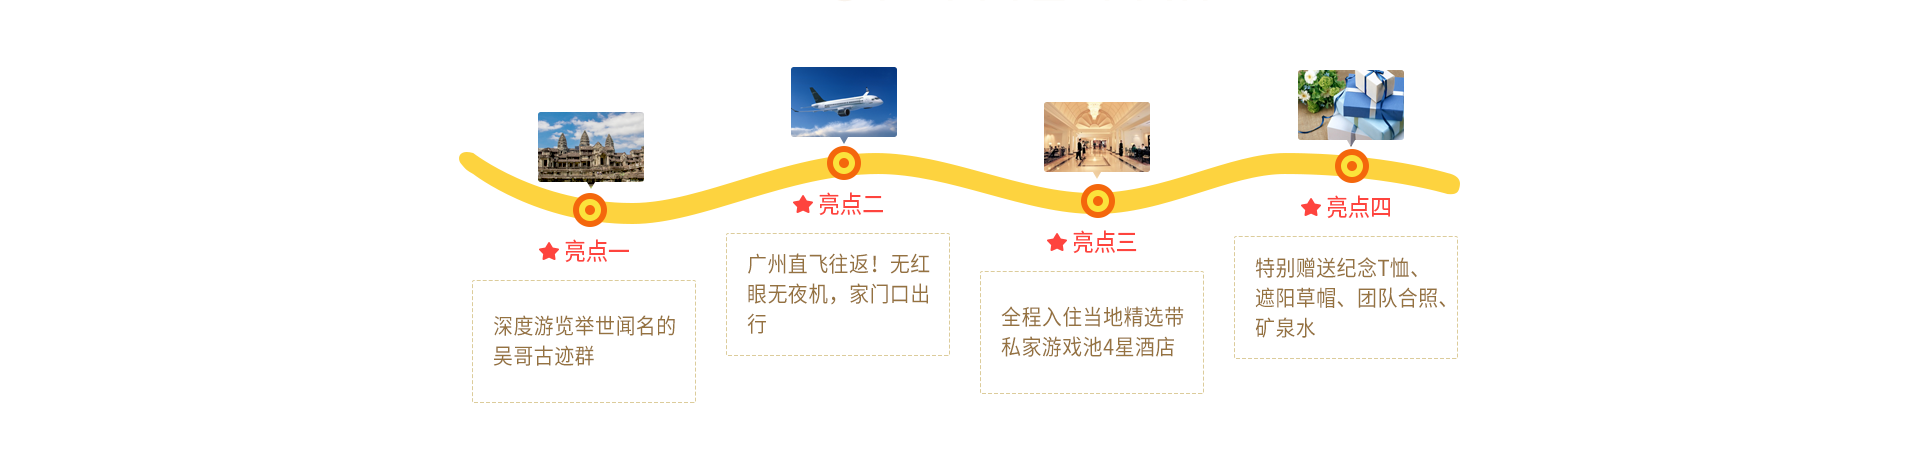 亮点一
深度游览举世闻名的
吴哥古迹群
亮点二
广州直飞往返！无红
眼无夜机，家门口出
行
亮点三
全程入住当地精选带
私家游戏池4星酒店
亮点四
特别赠送纪念T恤、
遮阳草帽、团队合照、
矿泉水